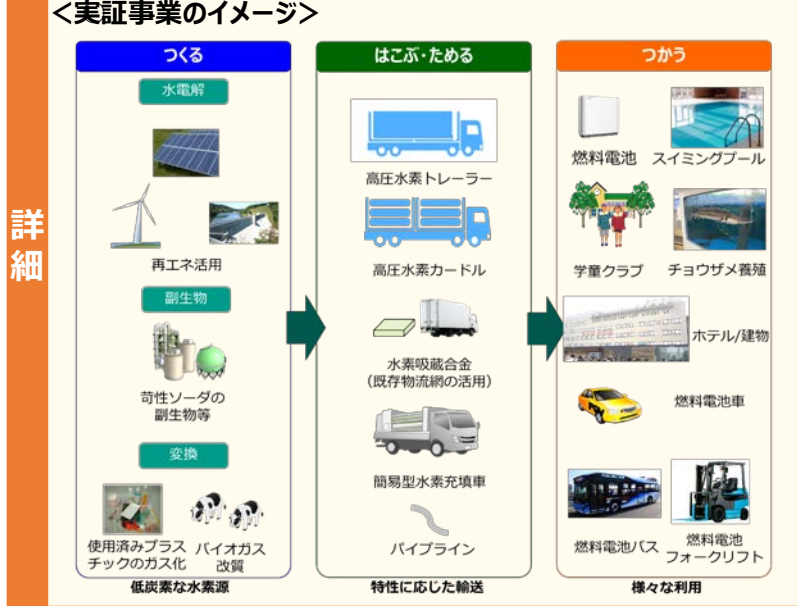 ＜実証事業のイメージ＞
詳
細
つくる
水電解
再エネ活用
副生物
苛性ソーダの
副生物等
変換
使用済みプラス
チックのガス化
バイオガス
改質
低炭素な水素源
はこぶ・ためる
高圧水素トレーラー
高圧水素カードル
水素吸蔵合金
（既存物流網の活用）
簡易型水素充填車
パイプライン
特性に応じた輸送
つかう
燃料電池
スイミングプール
学童クラブ
チョウザメ養殖
ホテル/建物
燃料電池車
燃料電池バス
燃料電池
フォークリフト
様々な利用